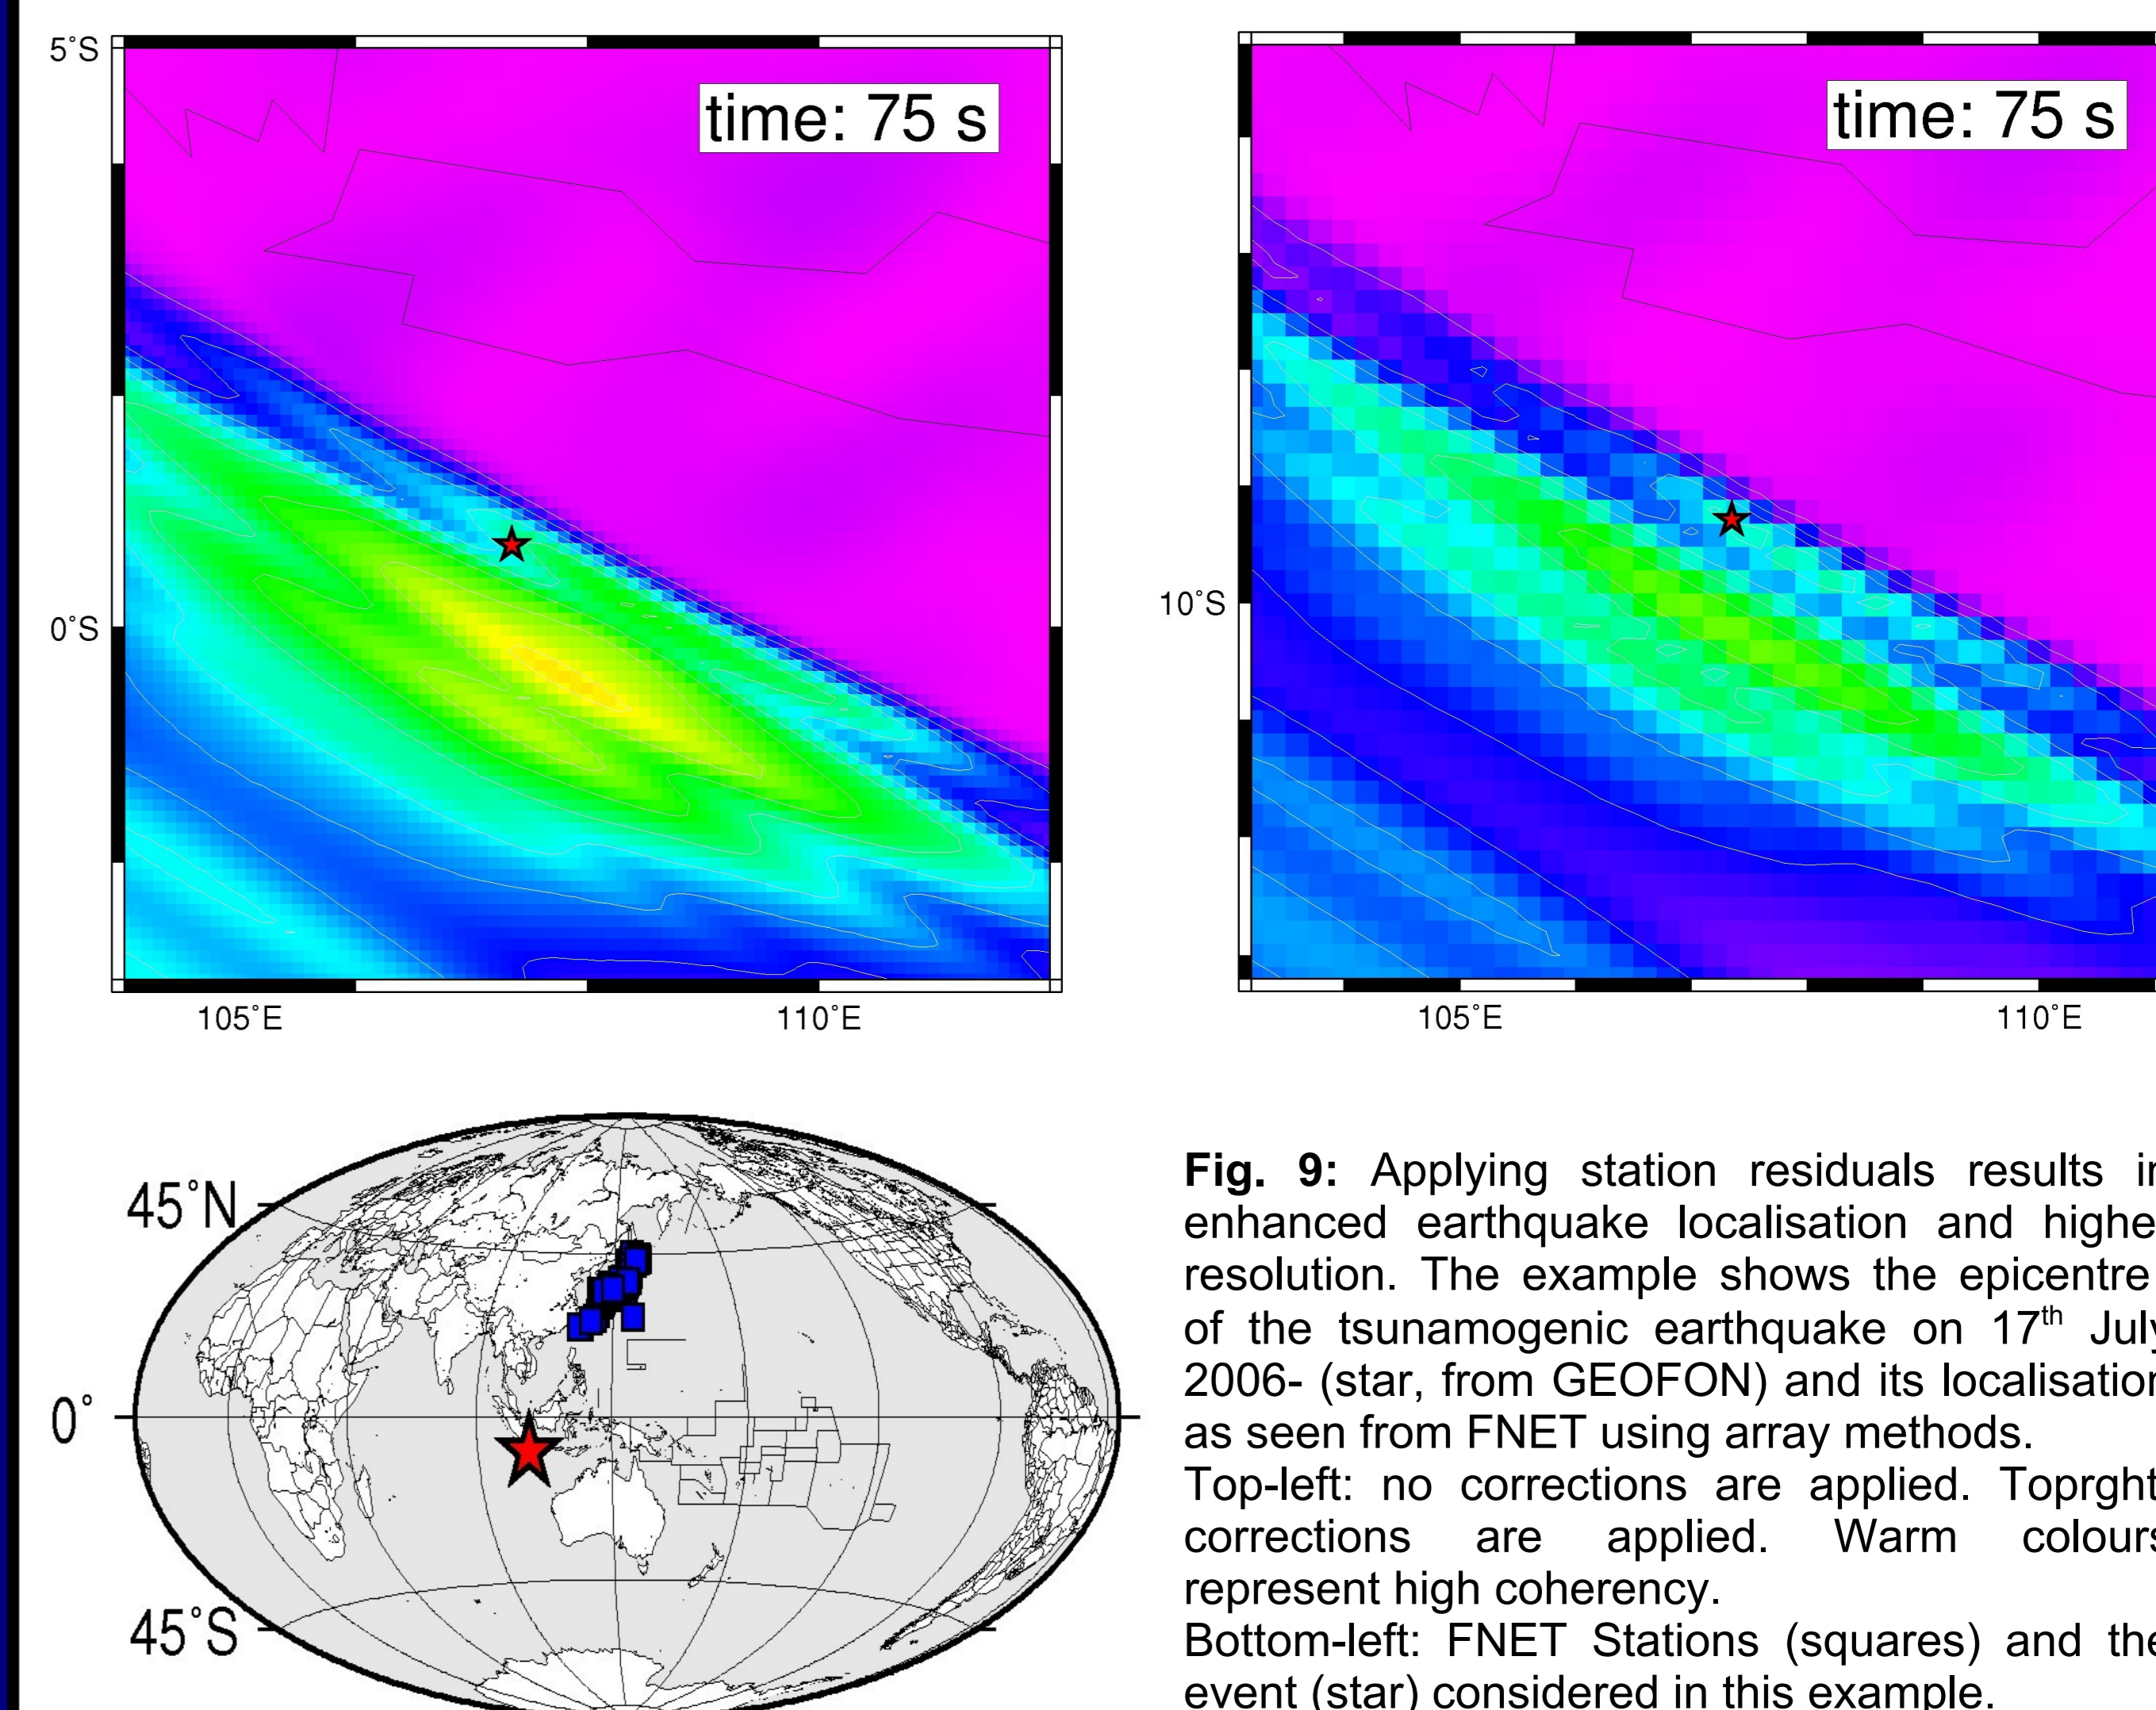 5°S
time: 75 s
time: 75 s
0°S
10°S
105°E
110°E
105°E
110°E
45°N
0°
45°S
Fig. 9: Applying station residuals results in
enhanced earthquake localisation and higher
resolution. The example shows the epicentre
of the tsunamogenic earthquake on 17th July
2006- (star, from GEOFON) and its localisation
as seen from FNET using array methods.
Top-left: no corrections are applied. Toprght
corrections are applied. Warm colours
represent high coherency.
Bottom-left: FNET Stations (squares) and the
event (star) considered in this example.